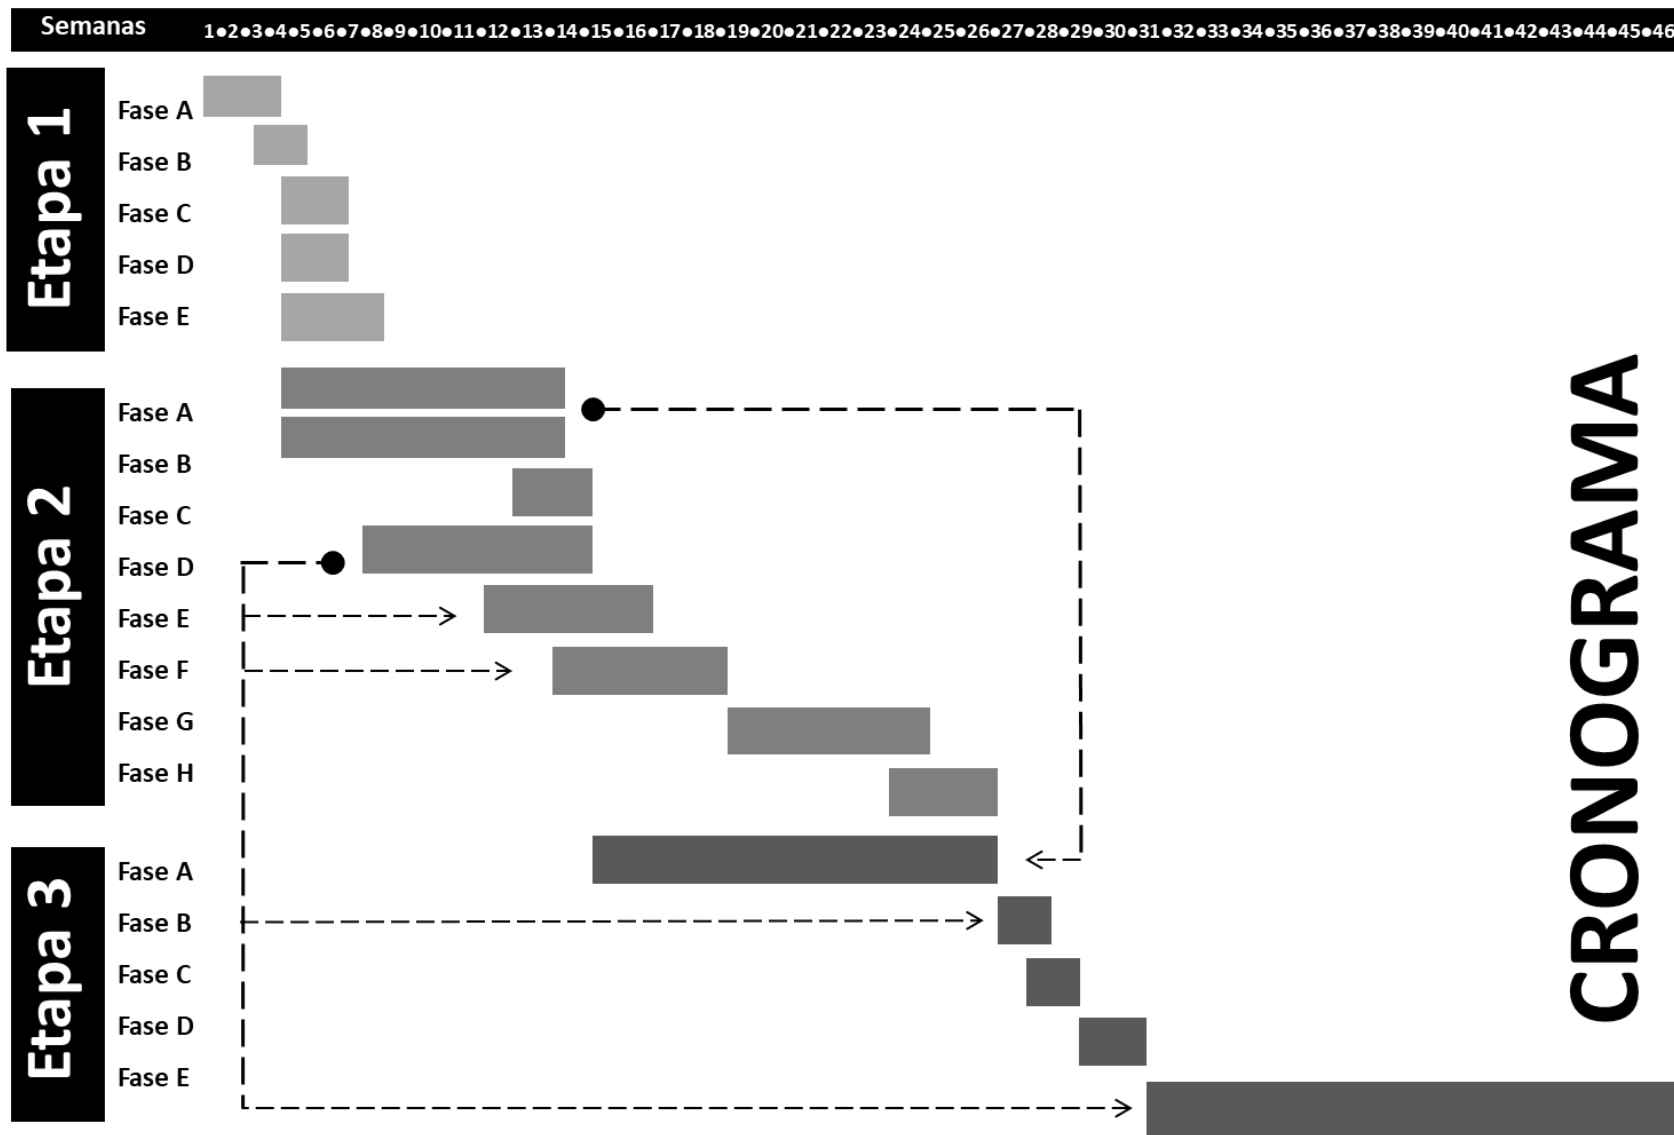 Semanas 1●2●3●4●5●6●7●8●9●10●11●12●13●14●15●16●17●18●19●20●21●22●23●24●25●26●27●28●29●30●31●32●33●34●35●36●37●38●39●40●41●42●43●44●45●46
Etapa 1
Fase A
Fase B
Fase C
Fase D
Fase E
Etapa 2
Fase A
Fase B
Fase C
Fase D
Fase E
Fase F
Fase G
Fase H
Etapa 3
Fase A
Fase B
Fase C
Fase D
Fase E
CRONOGRAMA